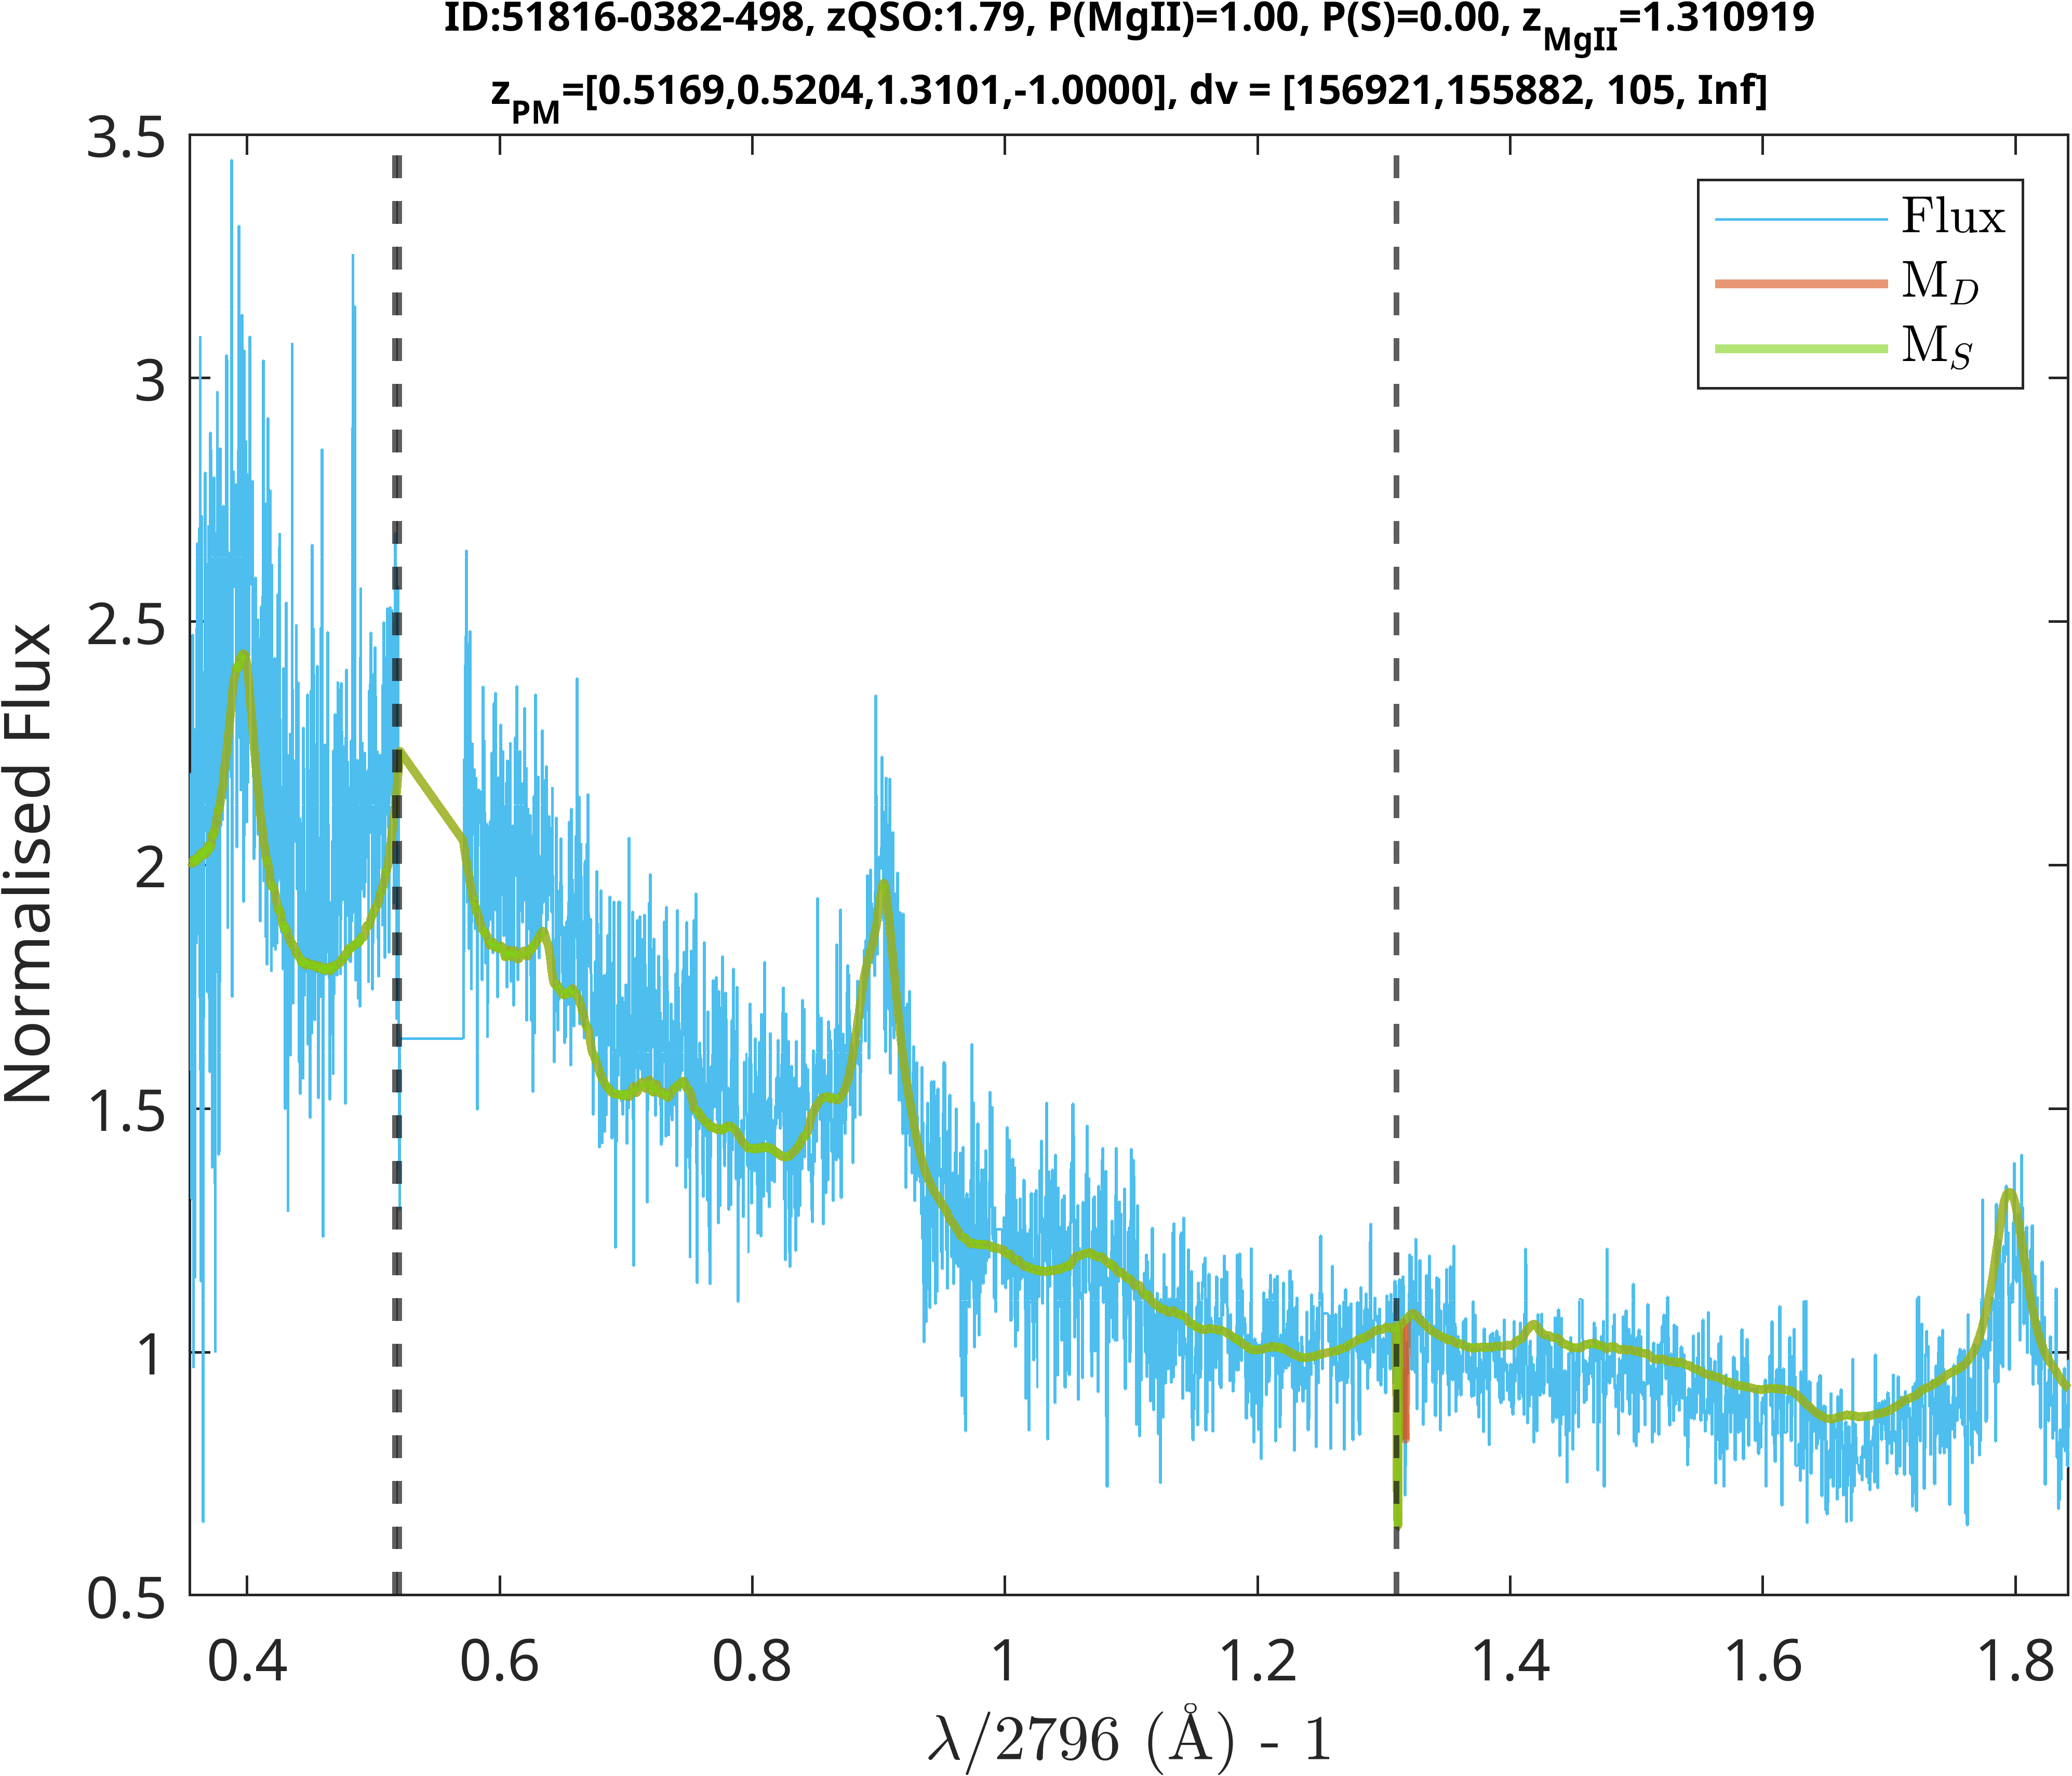 ID:51816-0382-498, zQSO:1.79, P(MgII)=1.00, P(S)=0.00, zMgII=1.310919
zPM=[0.5169,0.5204,1.3101,-1.0000], dv = [156921,155882, 105, Inf]
3.5
3
2.5
2
1.5
1
0.5
Normalised Flux
Flux
MD
MS
0.4
0.6
0.8
1
1.2
1.4
1.6
1.8
λ/2796 (Å) - 1